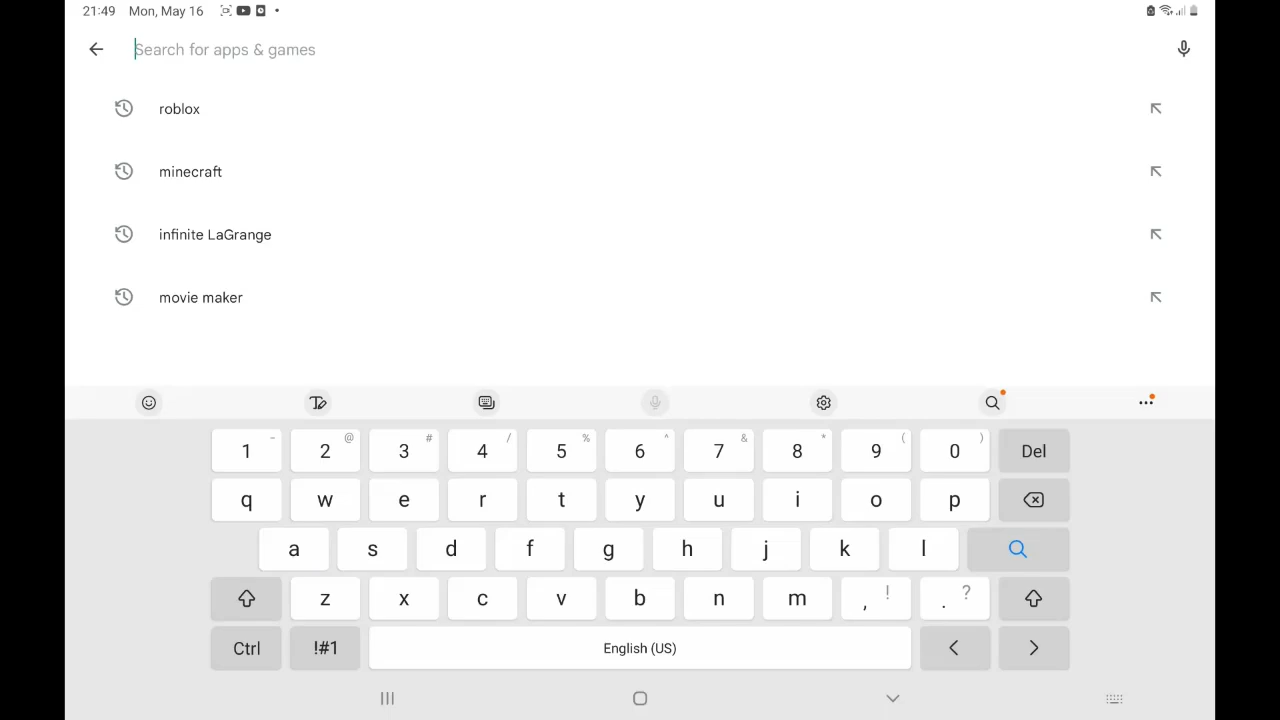 21:49 Mon, May 16
Search for apps & games
roblox
minecraft
infinite LaGrange
movie maker
1 - 2 @ 3 # 4 / 5 % 6 ^ 7 & 8 * 9 ( 0 ) Del
q w e r t y u i o p
a s d f g h j k l
z x c v b n m , ! . ?
Ctrl !#1 English (US) < >